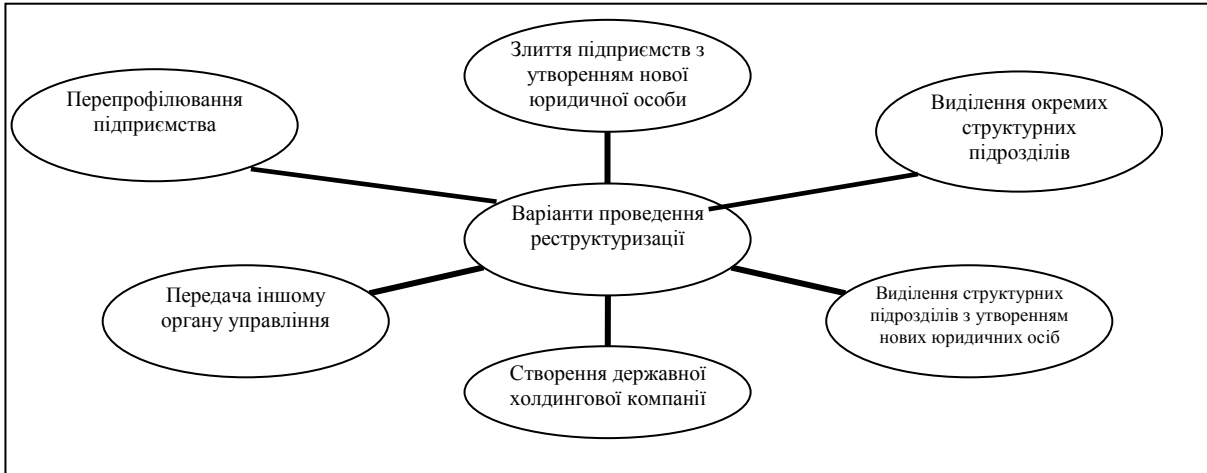 Злиття підприємств з
утворенням нової
юридичної особи
Перепрофілювання
підприємства
Виділення окремих
структурних
підрозділів
Варіанти проведення
реструктуризації
Передача іншому
органу управління
Виділення структурних
підрозділів з утворенням
нових юридичних осіб
Створення державної
холдингової компанії